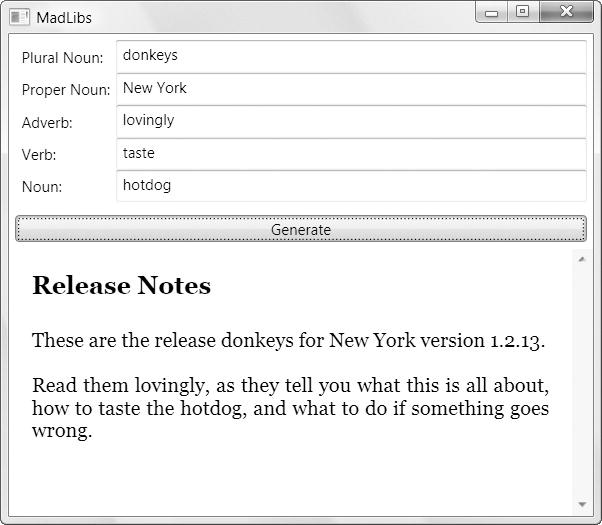 MadLibs
Plural Noun: donkeys
Proper Noun: New York
Adverb: lovingly
Verb: taste
Noun: hotdog
Generate
Release Notes
These are the release donkeys for New York version 1.2.13.
Read them lovingly, as they tell you what this is all about,
how to taste the hotdog, and what to do if something goes
wrong.